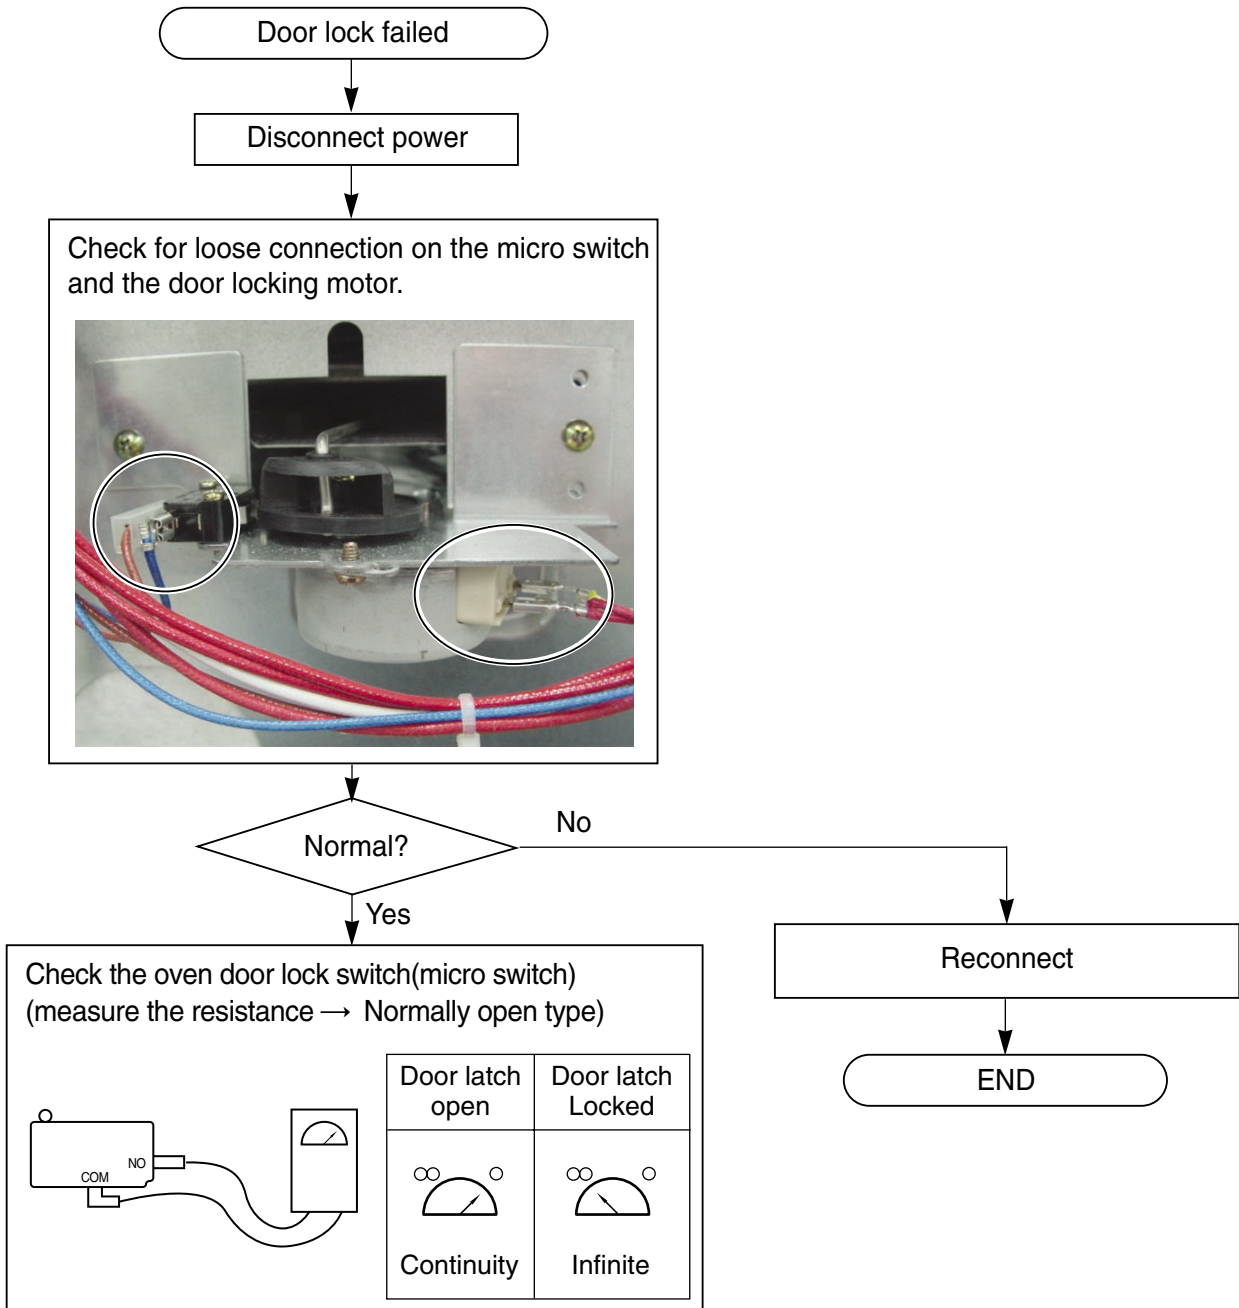 Door lock failed
Disconnect power
Check for loose connection on the micro switch
and the door locking motor.
Normal?
No
Yes
Reconnect
END
Check the oven door lock switch(micro switch)
(measure the resistance → Normally open type)
NO
COM
Door latch
open
Door latch
Locked
Continuity
Infinite